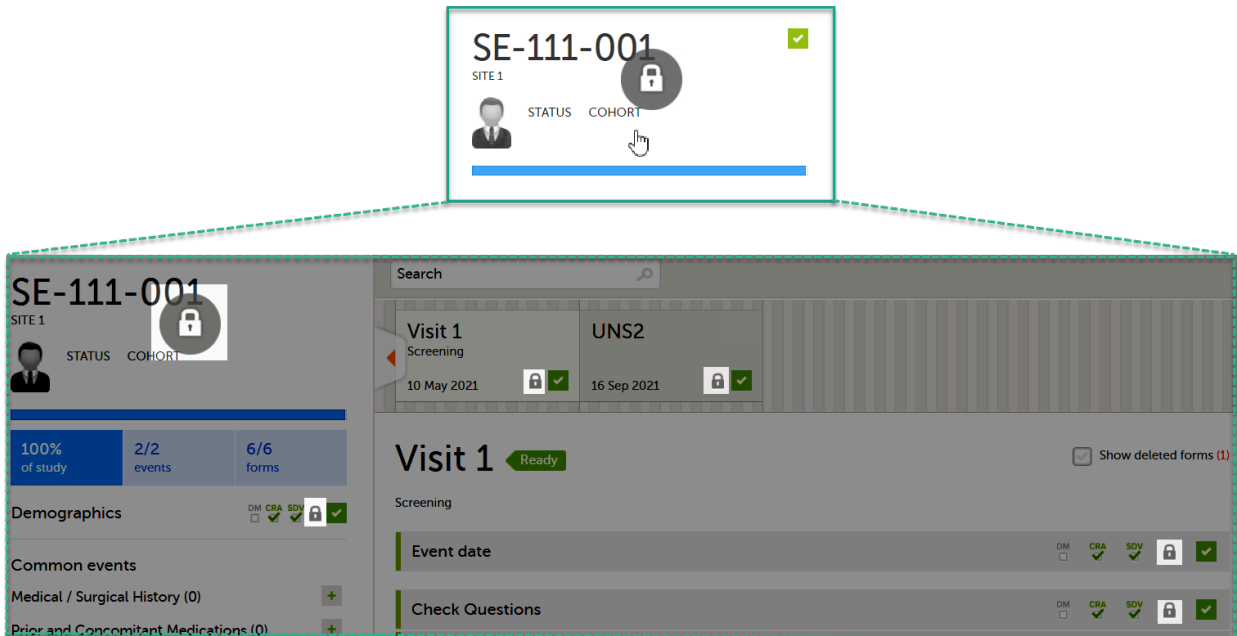 SE-111-001
SITE 1
STATUS COHORT
SE-111-001
SITE 1
STATUS COHORT
100%
of study
2/2
events
6/6
forms
Demographics
DM CRA SDV
Common events
Medical / Surgical History (0)
Prior and Concomitant Medications (0)
Search
Visit 1
Screening
10 May 2021
UNS2
16 Sep 2021
Visit 1 Ready
Show deleted forms (1)
Screening
Event date
DM CRA SDV
Check Questions
DM CRA SDV